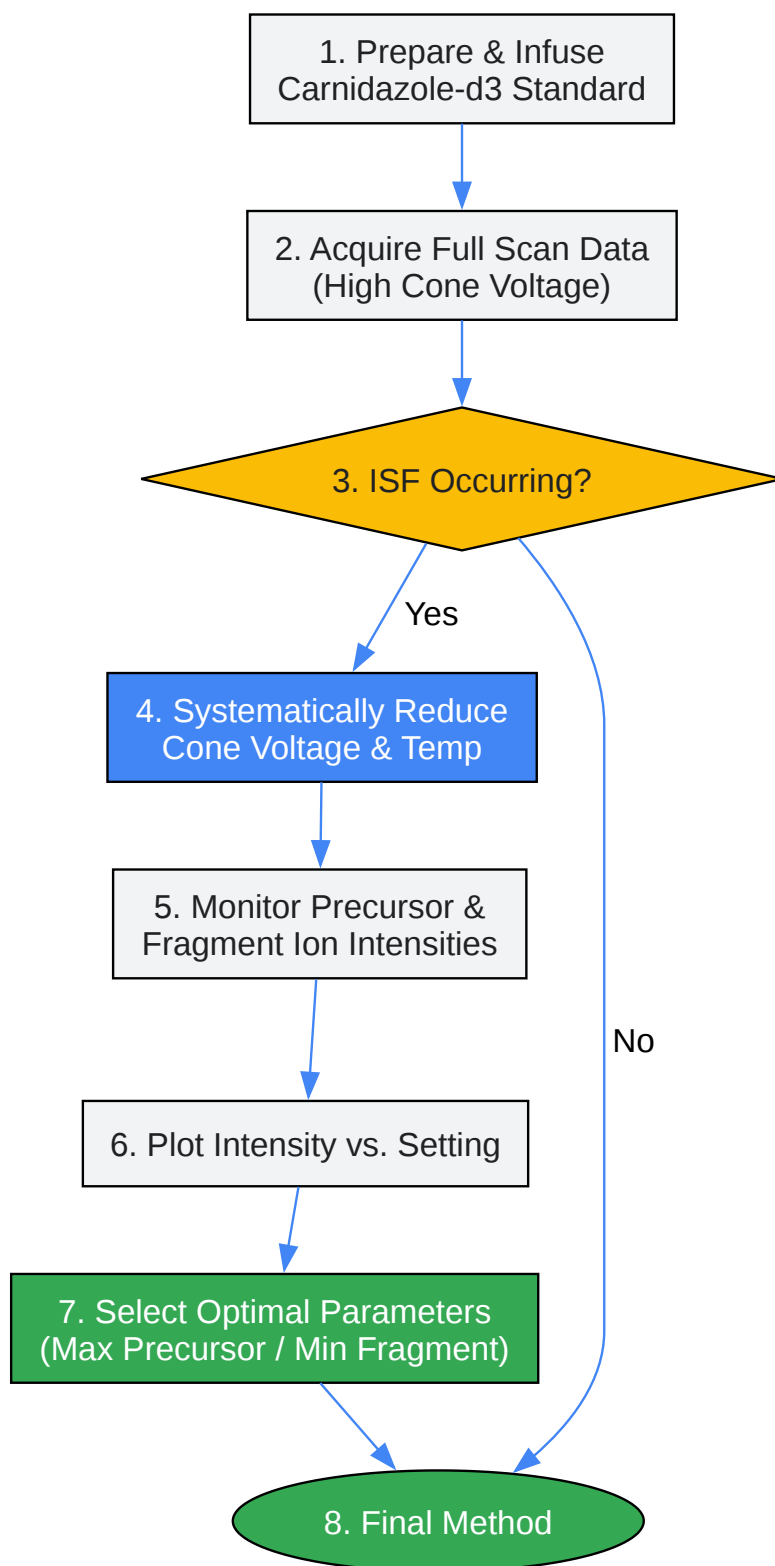 1. Prepare & Infuse
Carnidazole-d3 Standard
2. Acquire Full Scan Data
(High Cone Voltage)
3. ISF Occurring?
Yes
4. Systematically Reduce
Cone Voltage & Temp
5. Monitor Precursor &
Fragment Ion Intensities
No
6. Plot Intensity vs. Setting
7. Select Optimal Parameters
(Max Precursor / Min Fragment)
8. Final Method